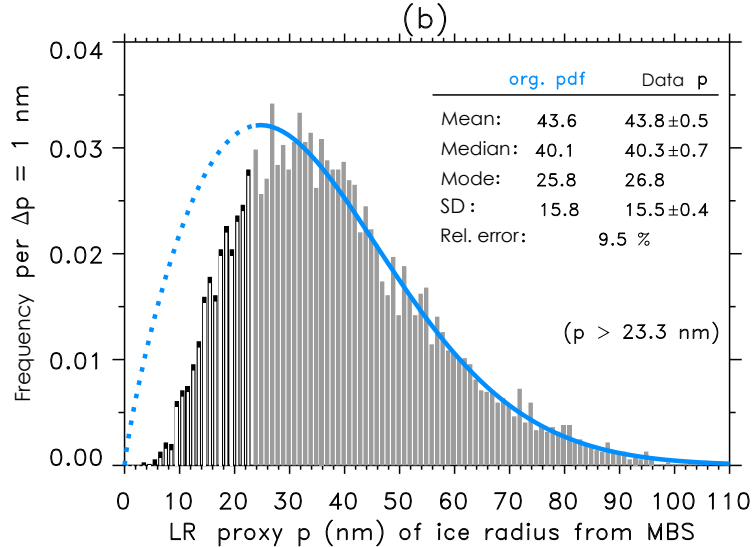 (b)
org. pdf Data p
Mean: 43.6 43.8±0.5
Median: 40.1 40.3±0.7
Mode: 25.8 26.8
SD: 15.8 15.5±0.4
Rel. error: 9.5 %
(p > 23.3 nm)
Frequency per Δp = 1 nm
0.04
0.03
0.02
0.01
0.00
0 10 20 30 40 50 60 70 80 90 100 110
LR proxy p (nm) of ice radius from MBS